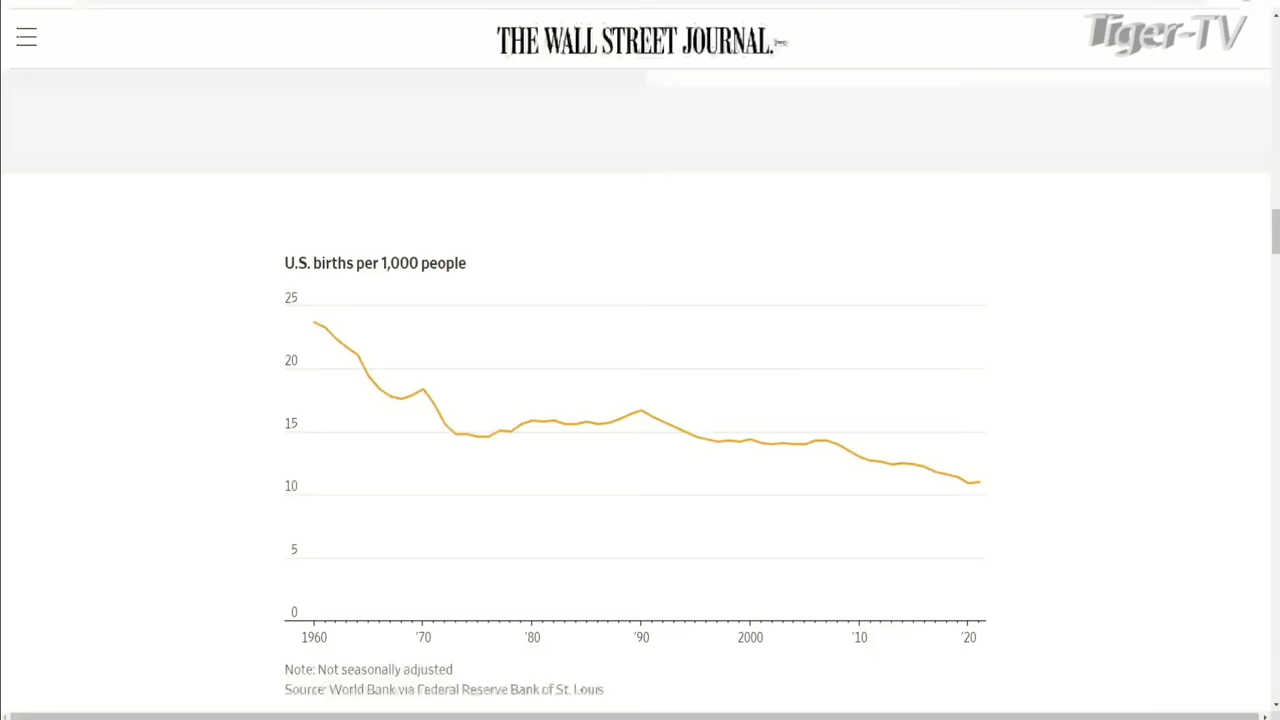 THE WALL STREET JOURNAL.
Tiger-TV
U.S. births per 1,000 people
25
20
15
10
5
0
1960 '70 '80 '90 2000 '10 '20
Note: Not seasonally adjusted
Source: World Bank via Federal Reserve Bank of St. Louis